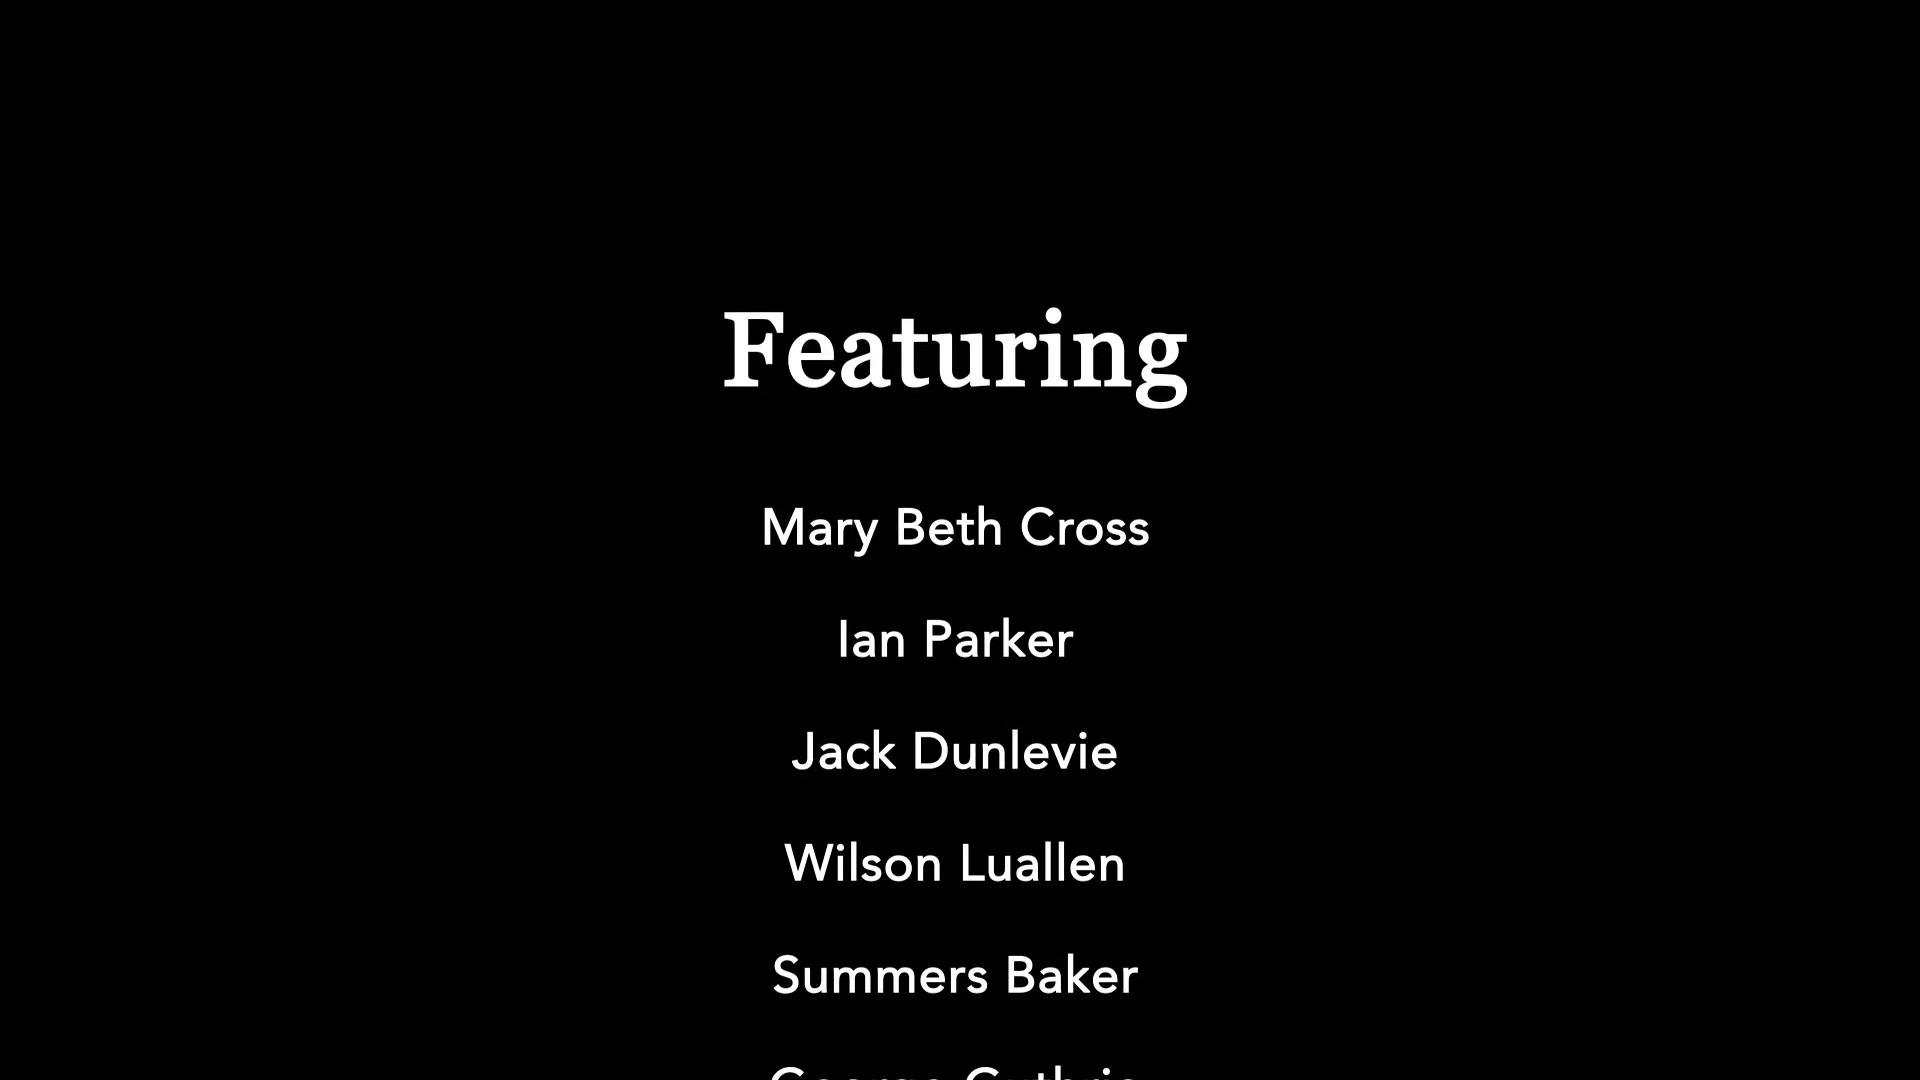 Featuring
Mary Beth Cross
Ian Parker
Jack Dunlevie
Wilson Luallen
Summers Baker